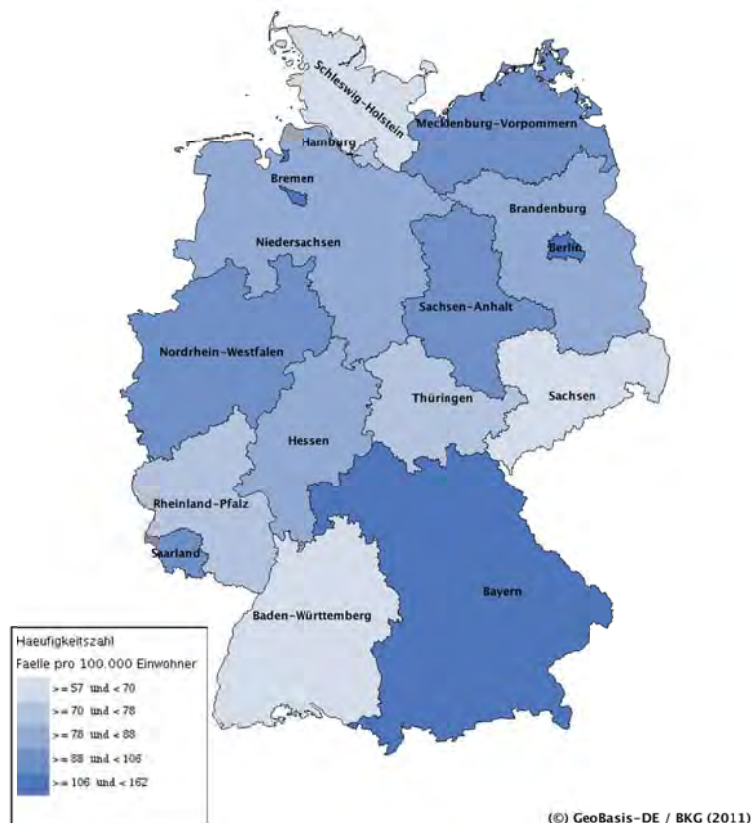 Schleswig-Holstein
Mecklenburg-Vorpommern
Hamburg
Bremen
Brandenburg
Niedersachsen
Berlin
Sachsen-Anhalt
Nordrhein-Westfalen
Thüringen
Sachsen
Hessen
Rheinland-Pfalz
Saarland
Bayern
Baden-Württemberg
Haeufigkeitszahl
Faelle pro 100.000 Einwohner
>= 57 und < 70
>= 70 und < 78
>= 78 und < 88
>= 88 und < 106
>= 106 und < 162
(c) GeoBasis-DE / BKG (2011)